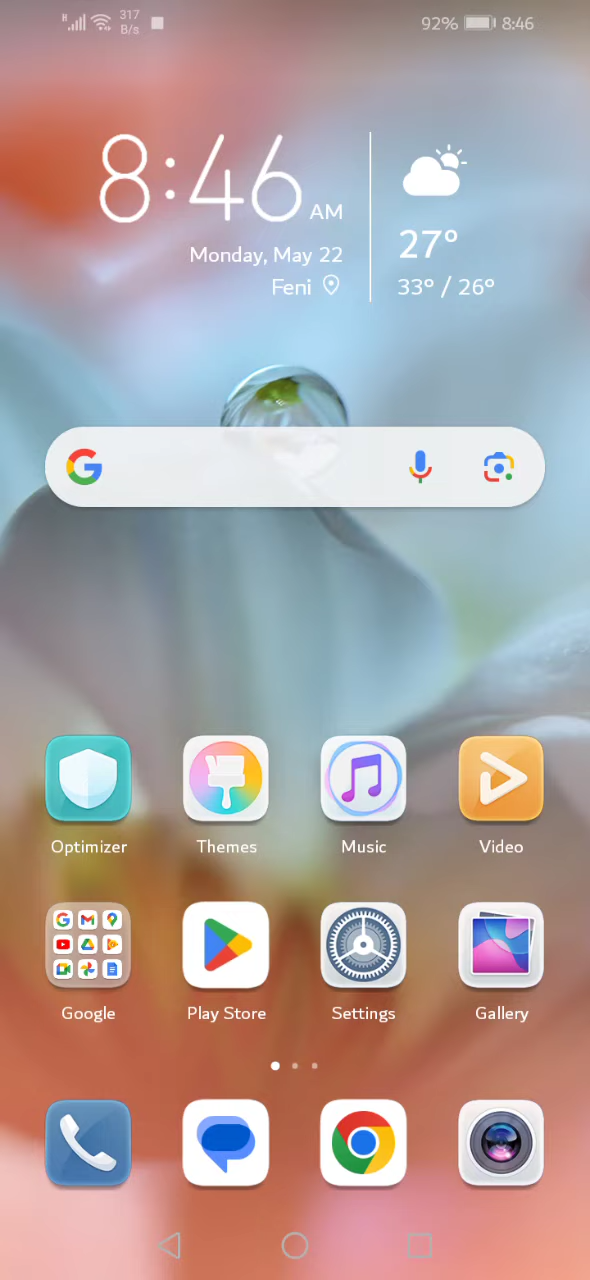 H 317 B/s 92% 8:46
8:46 AM
Monday, May 22
Feni
27°
33° / 26°
Optimizer Themes Music Video
Google Play Store Settings Gallery